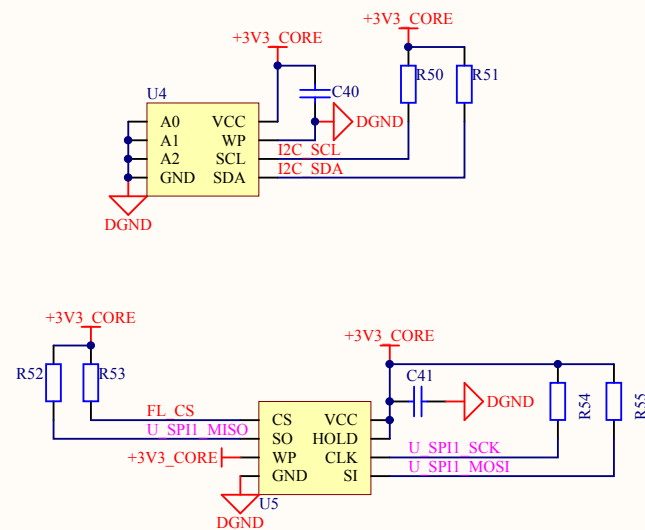 +3V3_CORE
+3V3_CORE
U4
C40
R50
R51
A0
VCC
A1
WP
DGND
A2
SCL
I2C_SCL
GND
SDA
I2C_SDA
DGND
+3V3_CORE
+3V3_CORE
R52
R53
C41
R54
R55
DGND
FL_CS
CS
VCC
U_SPI1_MISO
SO
HOLD
+3V3_CORE
WP
CLK
U_SPI1_SCK
GND
SI
U_SPI1_MOSI
U5
DGND